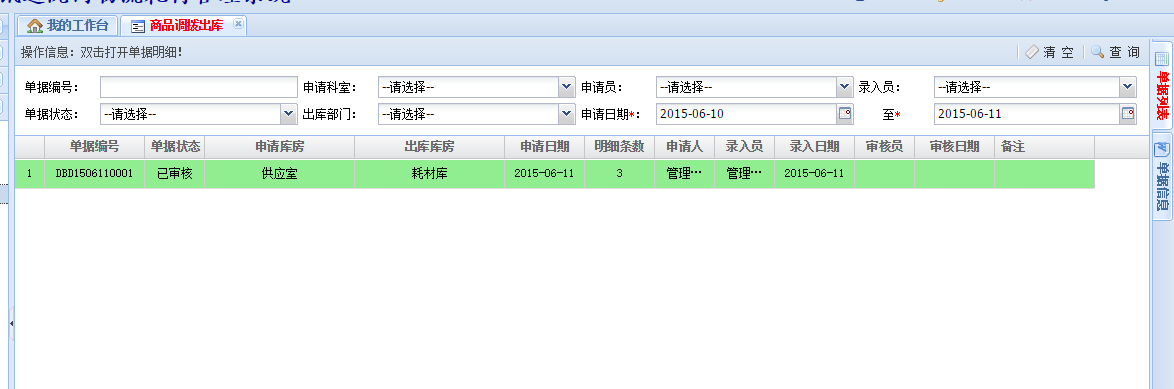 我的工作台 商品调拨出库
操作信息：双击打开单据明细! 清 空 查 询
单据编号： 申请科室： --请选择-- 申请员： --请选择-- 录入员： --请选择--
单据状态： --请选择-- 出库部门： --请选择-- 申请日期*： 2015-06-10 至* 2015-06-11
单据编号 单据状态 申请库房 出库库房 申请日期 明细条数 申请人 录入员 录入日期 审核员 审核日期 备注
1 DBD1506110001 已审核 供应室 耗材库 2015-06-11 3 管理… 管理… 2015-06-11
单据列表
单据信息